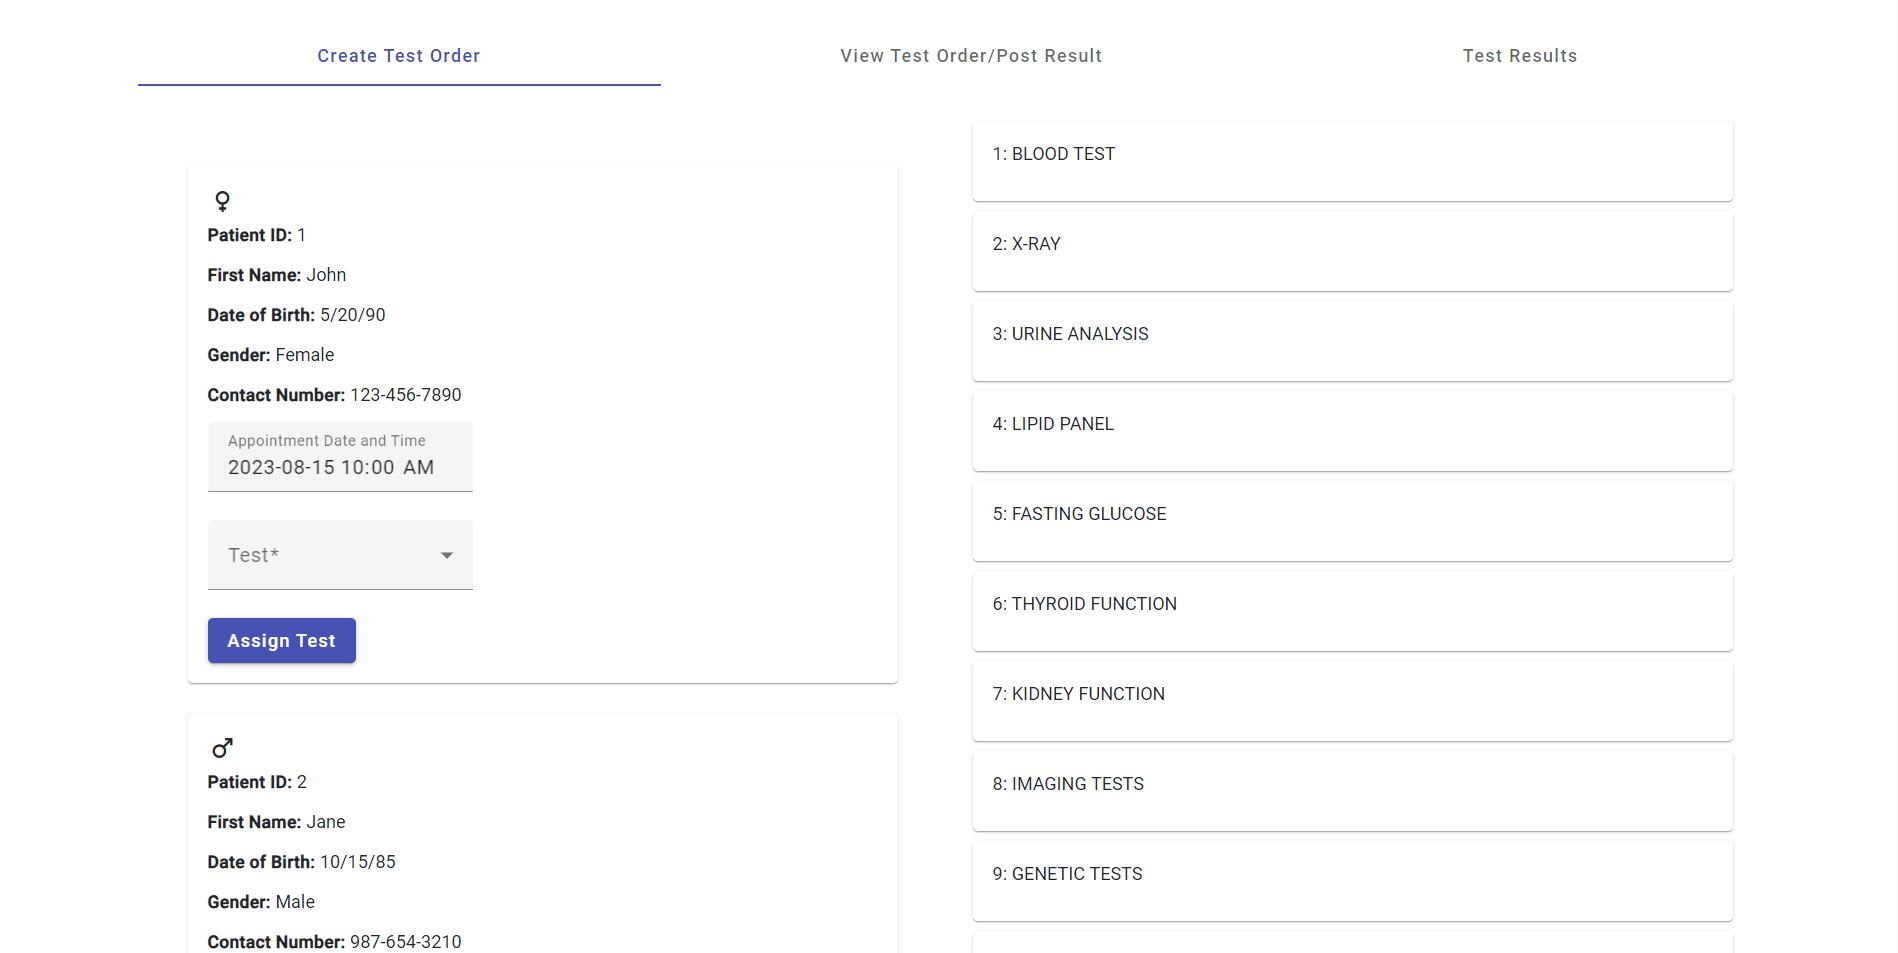 Create Test Order
View Test Order/Post Result
Test Results
Patient ID: 1
First Name: John
Date of Birth: 5/20/90
Gender: Female
Contact Number: 123-456-7890
Appointment Date and Time
2023-08-15 10:00 AM
Test*
Assign Test
Patient ID: 2
First Name: Jane
Date of Birth: 10/15/85
Gender: Male
Contact Number: 987-654-3210
1: BLOOD TEST
2: X-RAY
3: URINE ANALYSIS
4: LIPID PANEL
5: FASTING GLUCOSE
6: THYROID FUNCTION
7: KIDNEY FUNCTION
8: IMAGING TESTS
9: GENETIC TESTS